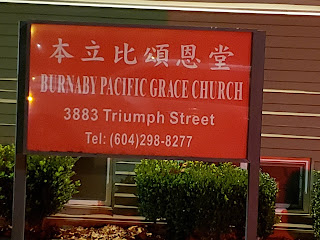 本立比頌恩堂
BURNABY PACIFIC GRACE CHURCH
3883 Triumph Street
Tel: (604)298-8277